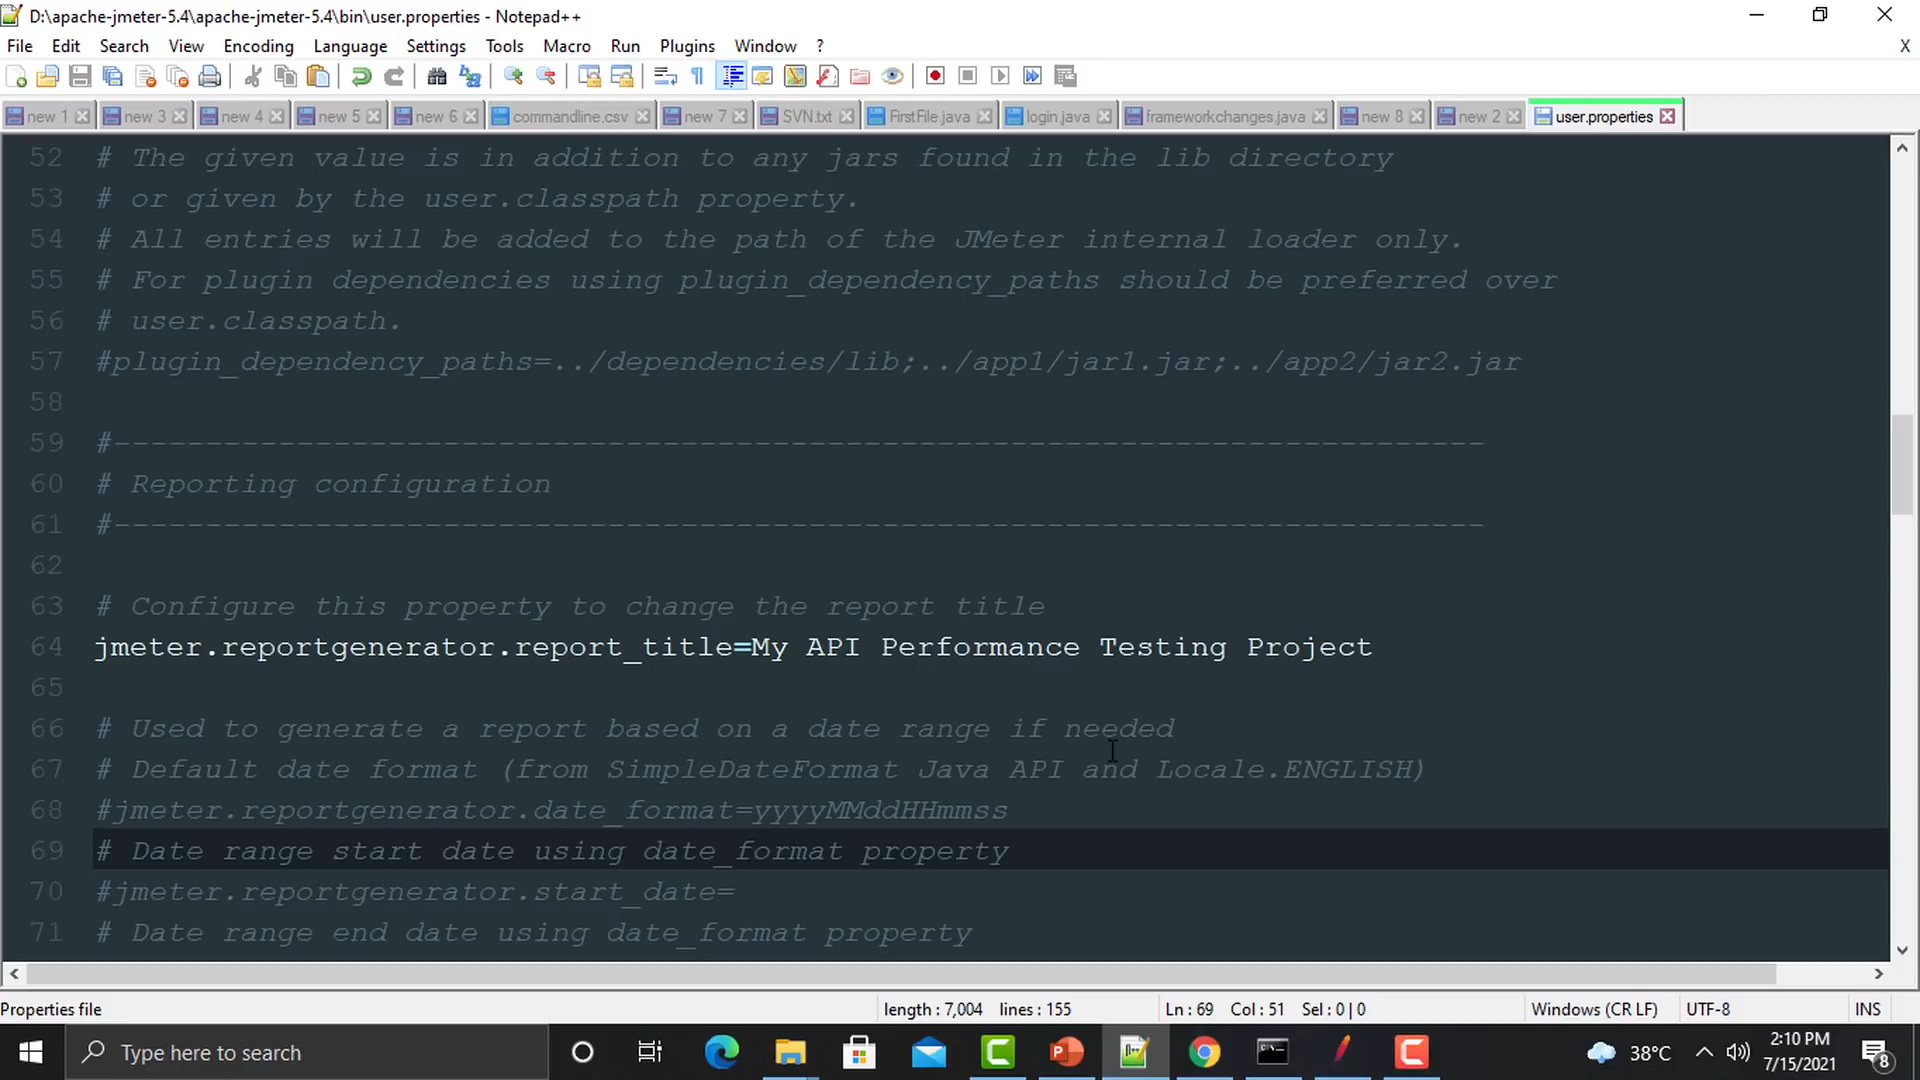 D:\apache-jmeter-5.4\apache-jmeter-5.4\bin\user.properties - Notepad++
File Edit Search View Encoding Language Settings Tools Macro Run Plugins Window ? X
new 1 new 3 new 4 new 5 new 6 commandline.csv new 7 SVN.txt FirstFile.java login.java frameworkchanges.java new 8 new 2 user.properties
52 # The given value is in addition to any jars found in the lib directory
53 # or given by the user.classpath property.
54 # All entries will be added to the path of the JMeter internal loader only.
55 # For plugin dependencies using plugin_dependency_paths should be preferred over
56 # user.classpath.
57 #plugin_dependency_paths=../dependencies/lib;../app1/jar1.jar;../app2/jar2.jar
58
59 #---------------------------------------------------------------------------
60 # Reporting configuration
61 #---------------------------------------------------------------------------
62
63 # Configure this property to change the report title
64 jmeter.reportgenerator.report_title=My API Performance Testing Project
65
66 # Used to generate a report based on a date range if needed
67 # Default date format (from SimpleDateFormat Java API and Locale.ENGLISH)
68 #jmeter.reportgenerator.date_format=yyyyMMddHHmmss
69 # Date range start date using date_format property
70 #jmeter.reportgenerator.start_date=
71 # Date range end date using date_format property
Properties file length : 7,004 lines : 155 Ln : 69 Col : 51 Sel : 0 | 0 Windows (CR LF) UTF-8 INS
Type here to search 38°C 2:10 PM
7/15/2021 8